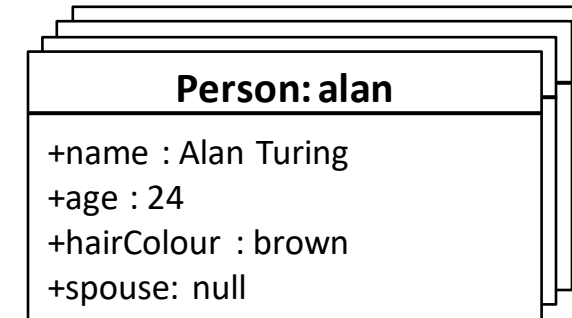 Person: alan
+name : Alan Turing
+age : 24
+hairColour : brown
+spouse: null